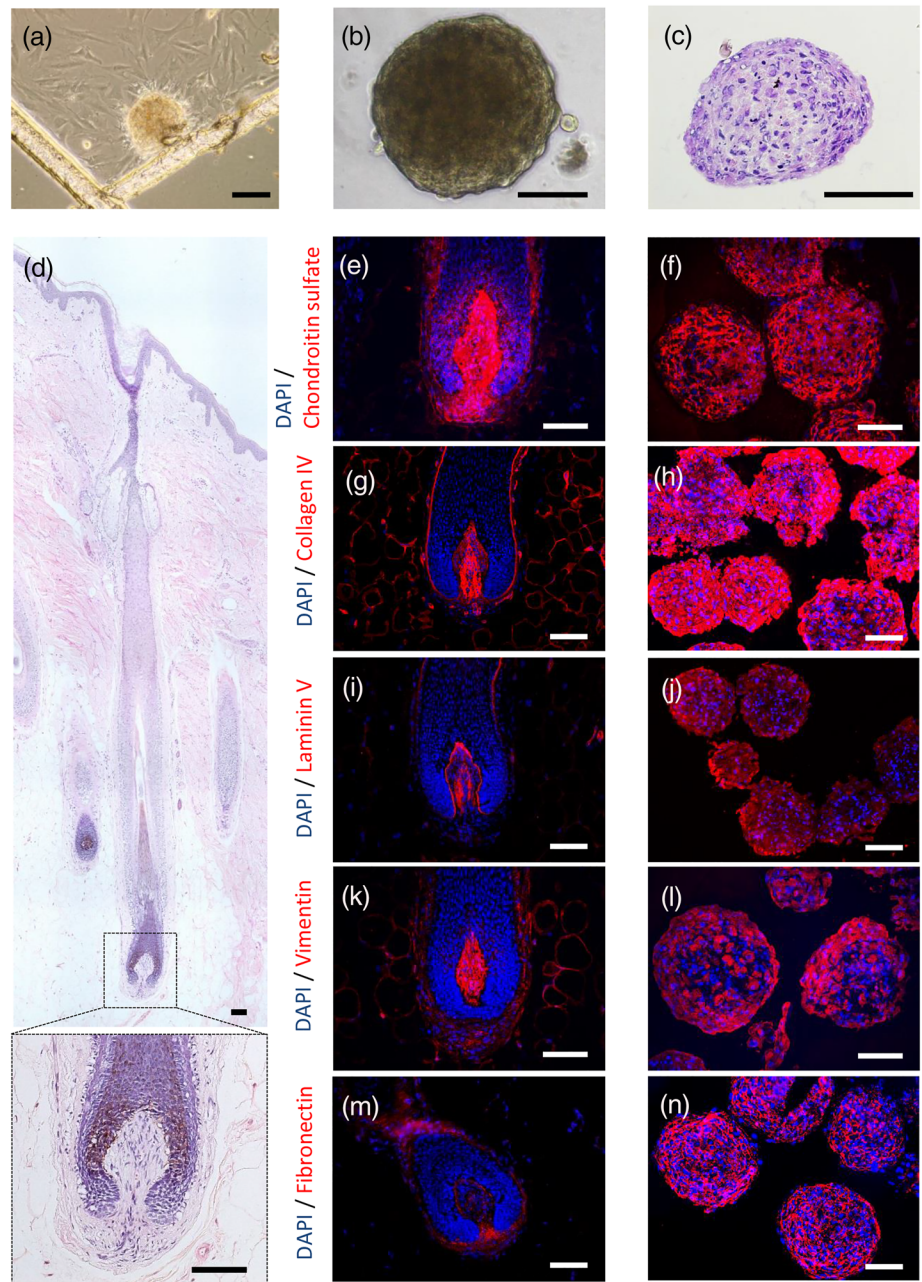 (a)
(b)
(c)
(d)
DAPI /
Chondroitin sulfate
(e)
(f)
DAPI / Collagen IV
(g)
(h)
DAPI / Laminin V
(i)
(j)
DAPI / Vimentin
(k)
(l)
DAPI / Fibronectin
(m)
(n)